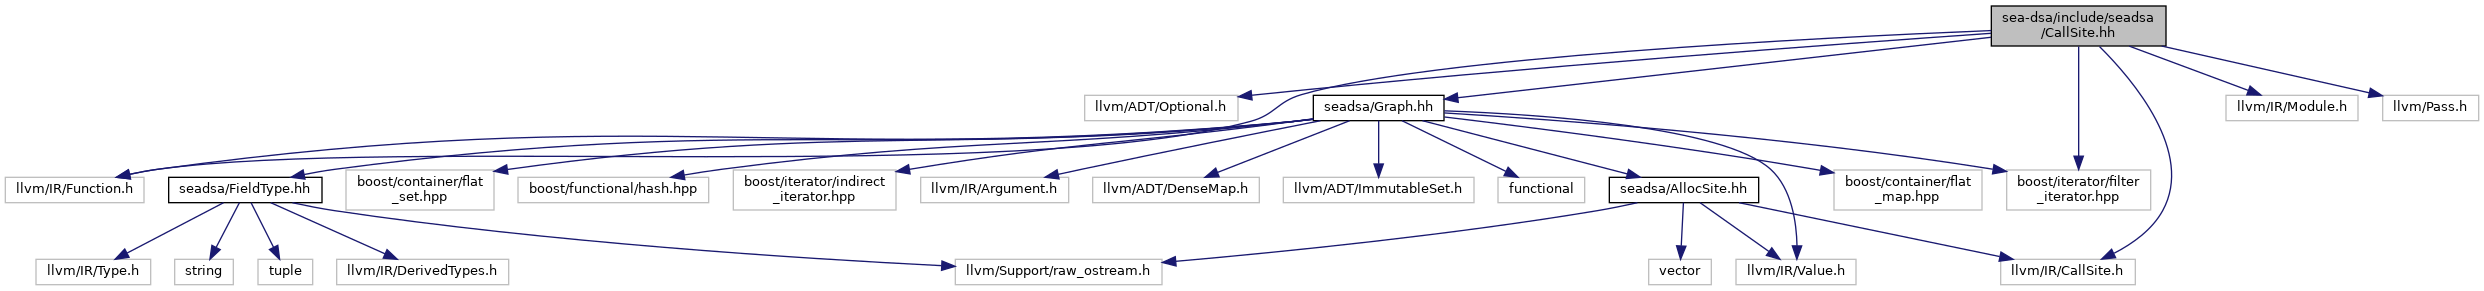 sea-dsa/include/seadsa
/CallSite.hh
llvm/ADT/Optional.h
seadsa/Graph.hh
llvm/IR/Module.h
llvm/Pass.h
llvm/IR/Function.h
seadsa/FieldType.hh
boost/container/flat
_set.hpp
boost/functional/hash.hpp
boost/iterator/indirect
_iterator.hpp
llvm/IR/Argument.h
llvm/ADT/DenseMap.h
llvm/ADT/ImmutableSet.h
functional
seadsa/AllocSite.hh
boost/container/flat
_map.hpp
boost/iterator/filter
_iterator.hpp
llvm/IR/Type.h
string
tuple
llvm/IR/DerivedTypes.h
llvm/Support/raw_ostream.h
vector
llvm/IR/Value.h
llvm/IR/CallSite.h